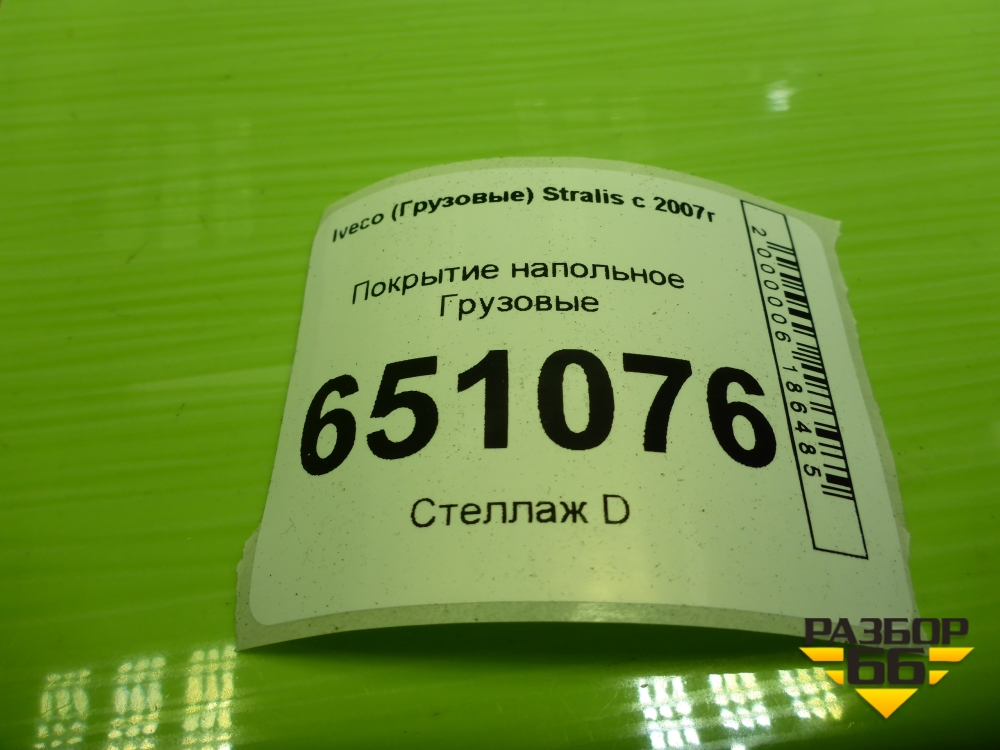 Iveco (Грузовые) Stralis с 2007г
Покрытие напольное
Грузовые
651076
Стеллаж D
2000006186485
РАЗБОР
66